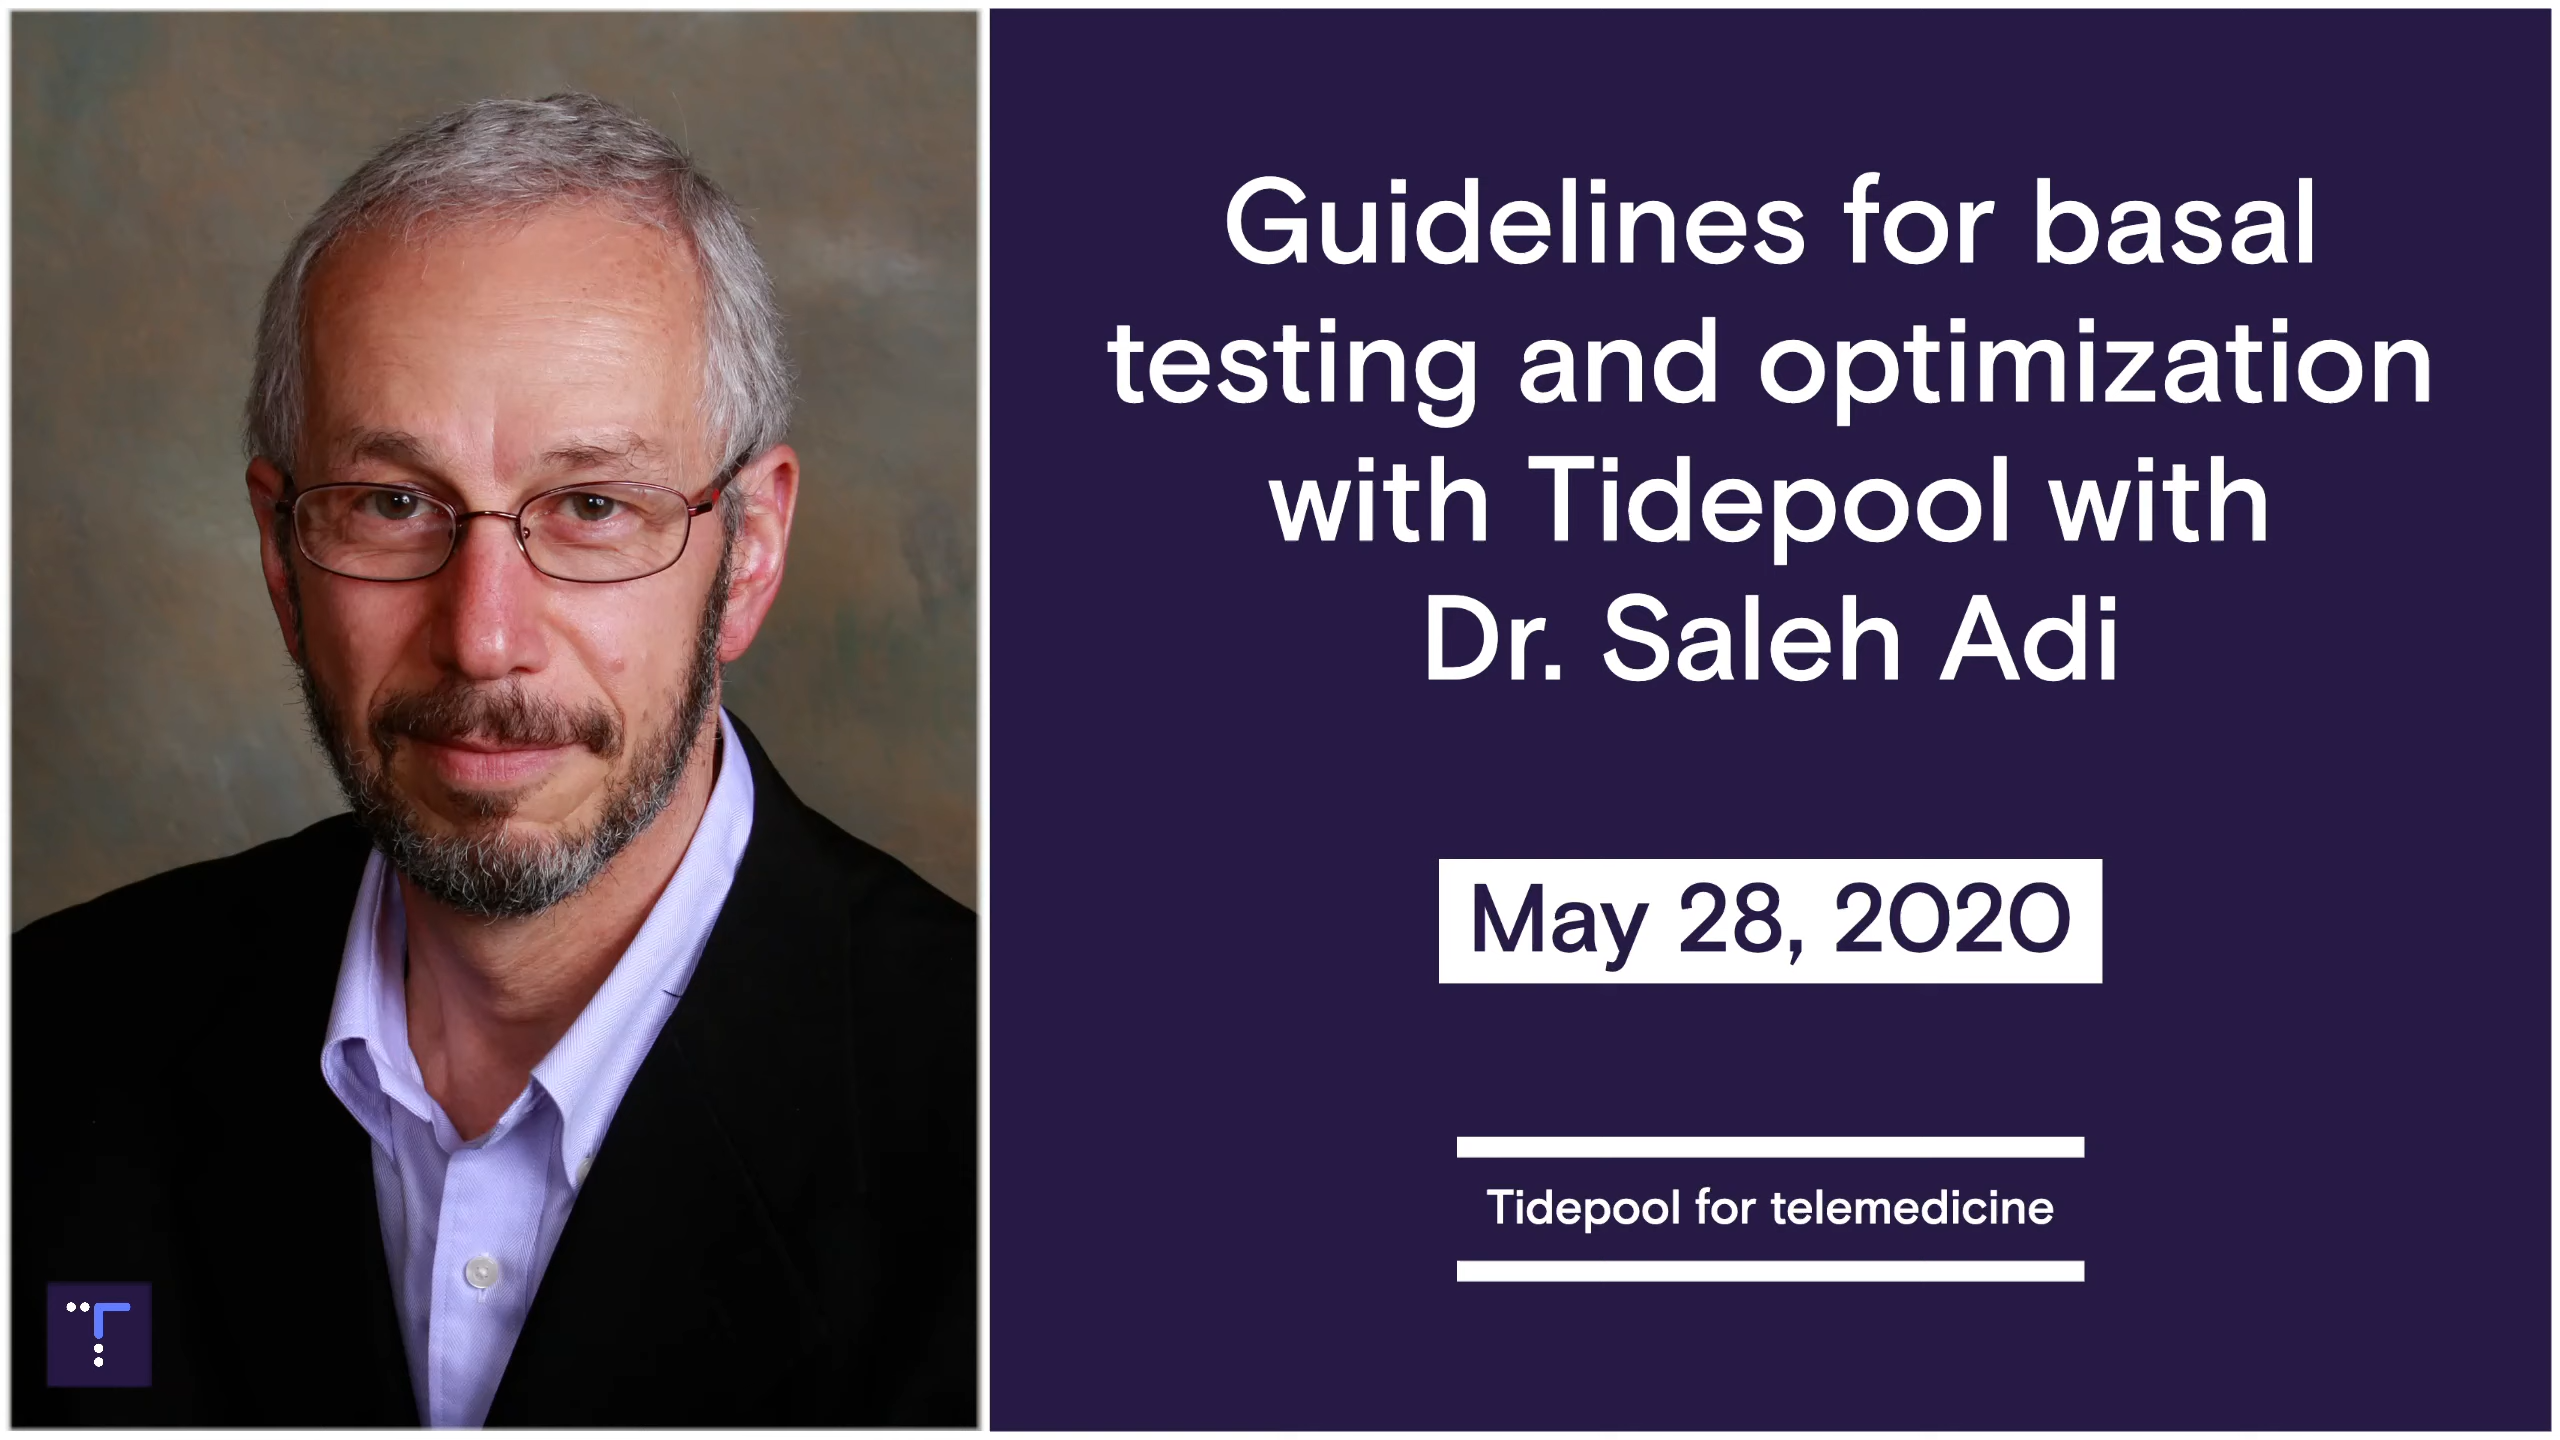 Guidelines for basal
testing and optimization
with Tidepool with
Dr. Saleh Adi
May 28, 2020
Tidepool for telemedicine